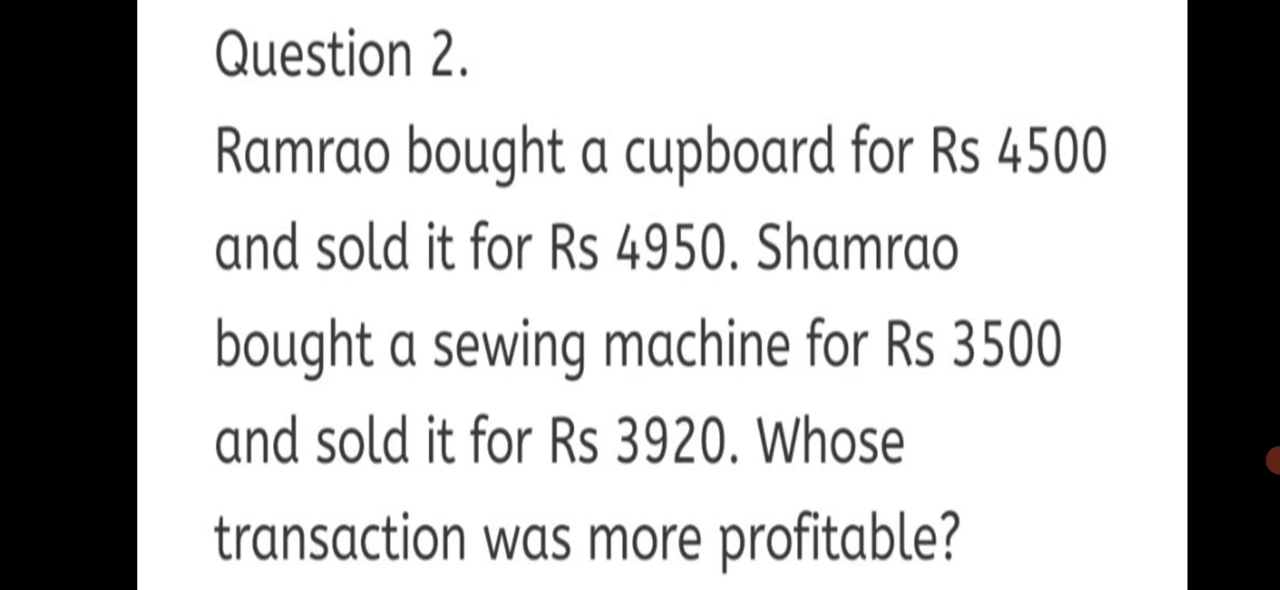 Question 2.
Ramrao bought a cupboard for Rs 4500
and sold it for Rs 4950. Shamrao
bought a sewing machine for Rs 3500
and sold it for Rs 3920. Whose
transaction was more profitable?